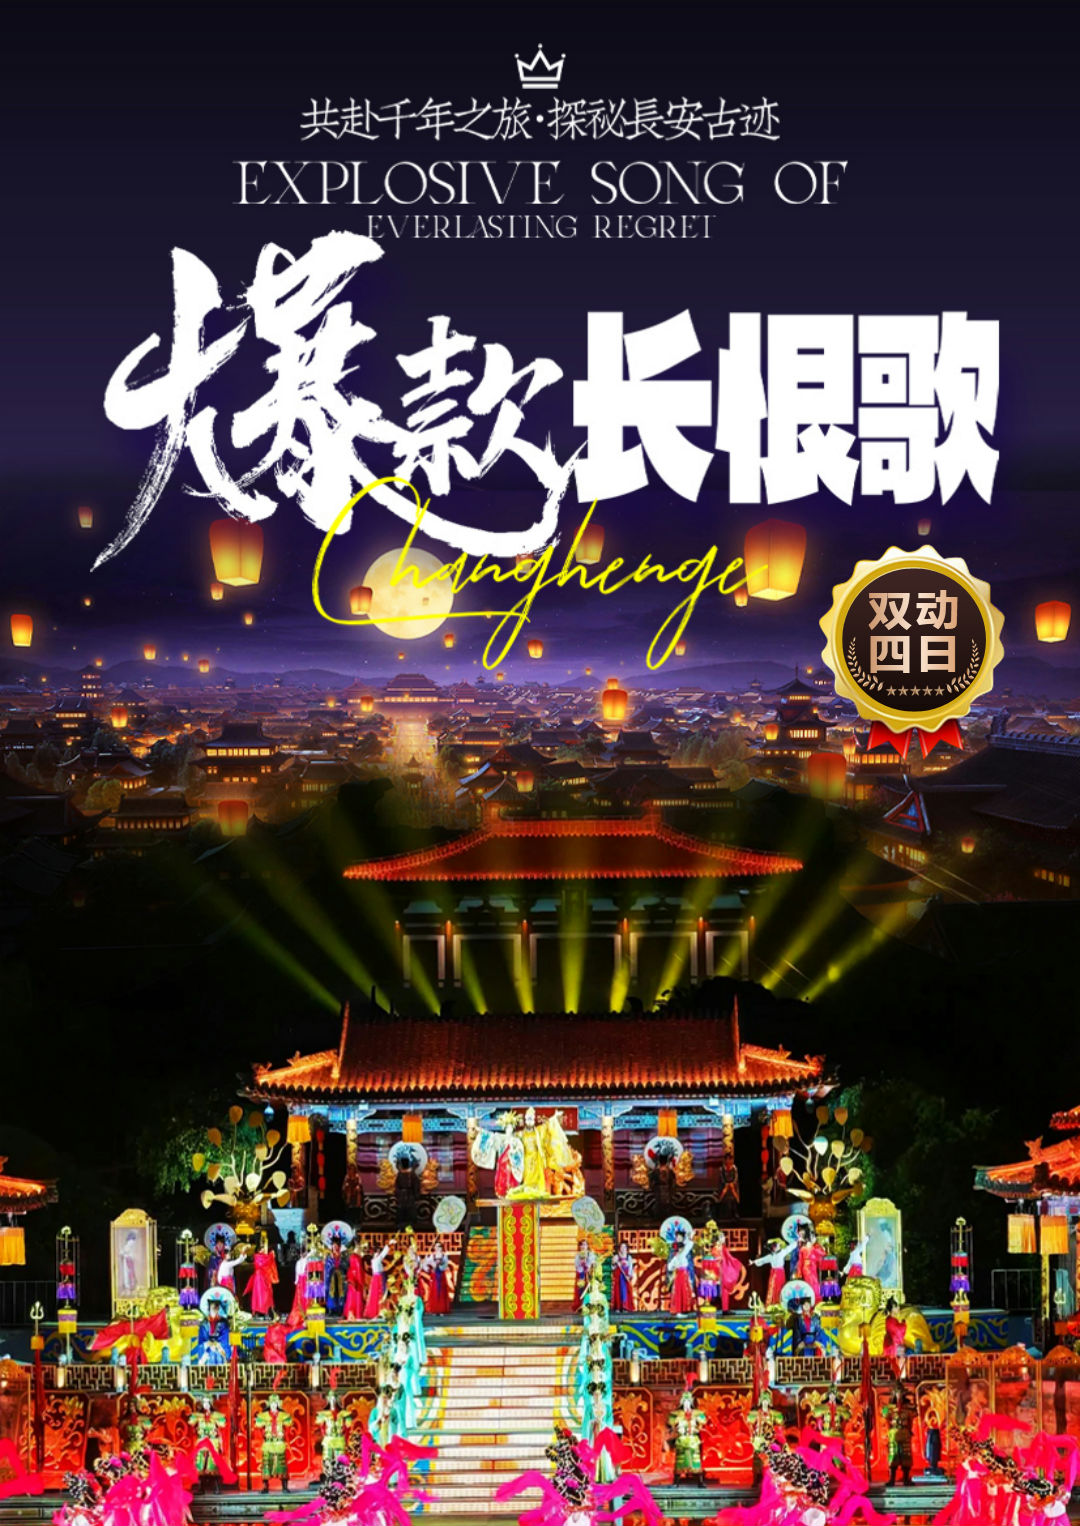 共赴千年之旅·探秘長安古迹
EXPLOSIVE SONG OF
EVERLASTING REGRET
爆款长恨歌
Changhenge
双动
四日